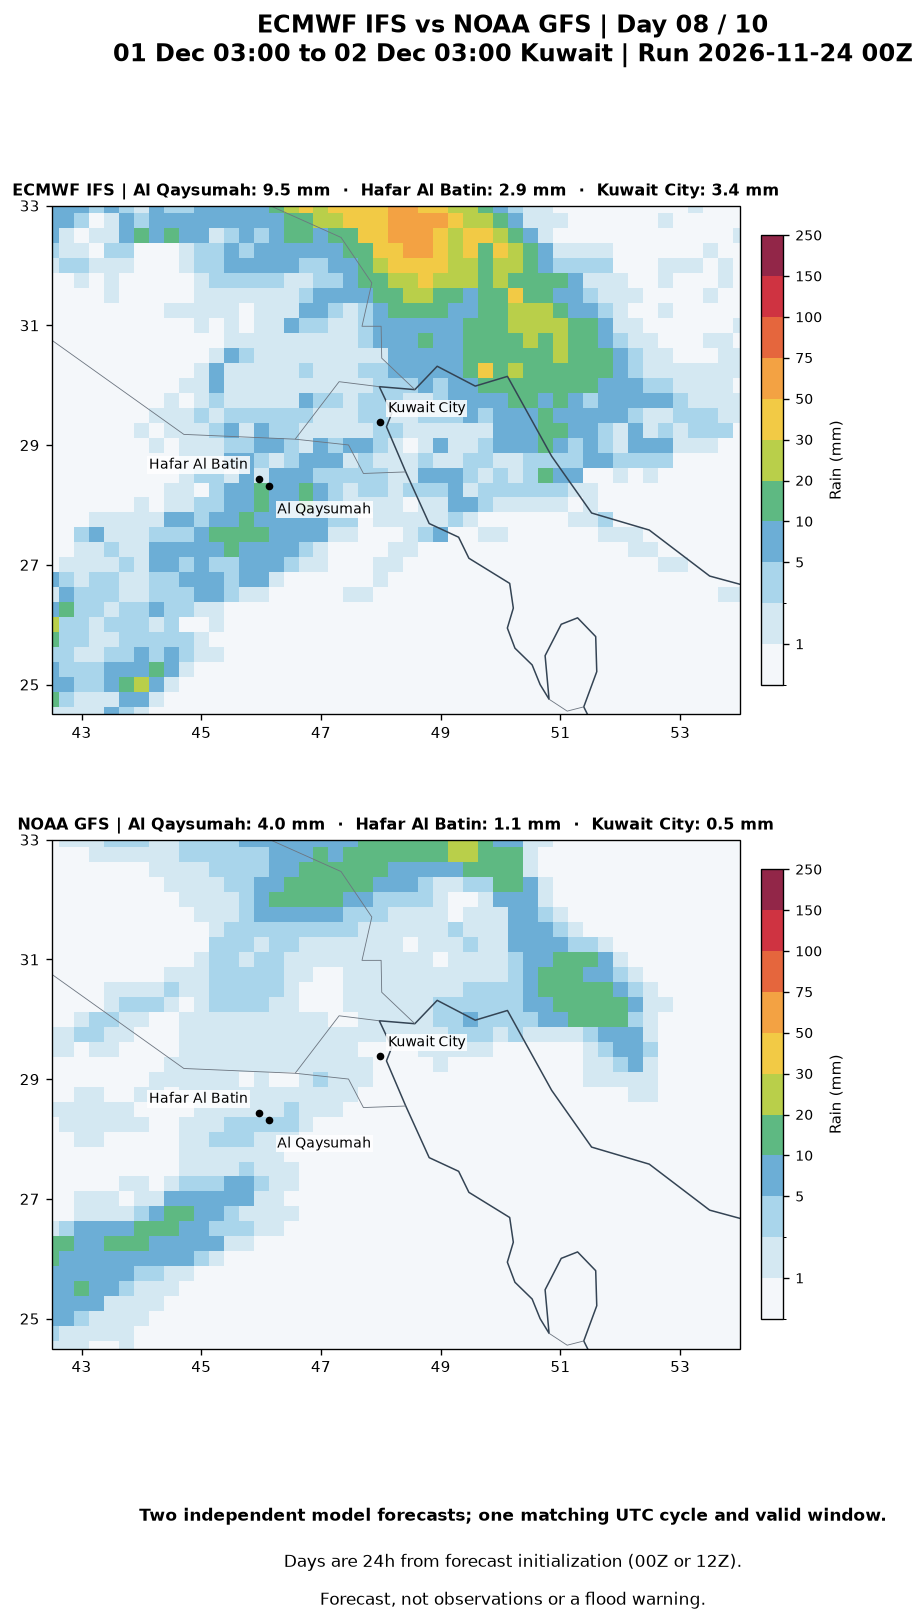 ECMWF IFS vs NOAA GFS | Day 08 / 10
01 Dec 03:00 to 02 Dec 03:00 Kuwait | Run 2026-11-24 00Z
ECMWF IFS | Al Qaysumah: 9.5 mm · Hafar Al Batin: 2.9 mm · Kuwait City: 3.4 mm
33
31
29
27
25
43 45 47 49 51 53
Kuwait City
Hafar Al Batin
Al Qaysumah
250
150
100
75
50
30
20
10
5
1
Rain (mm)
NOAA GFS | Al Qaysumah: 4.0 mm · Hafar Al Batin: 1.1 mm · Kuwait City: 0.5 mm
33
31
29
27
25
43 45 47 49 51 53
Kuwait City
Hafar Al Batin
Al Qaysumah
250
150
100
75
50
30
20
10
5
1
Rain (mm)
Two independent model forecasts; one matching UTC cycle and valid window.
Days are 24h from forecast initialization (00Z or 12Z).
Forecast, not observations or a flood warning.